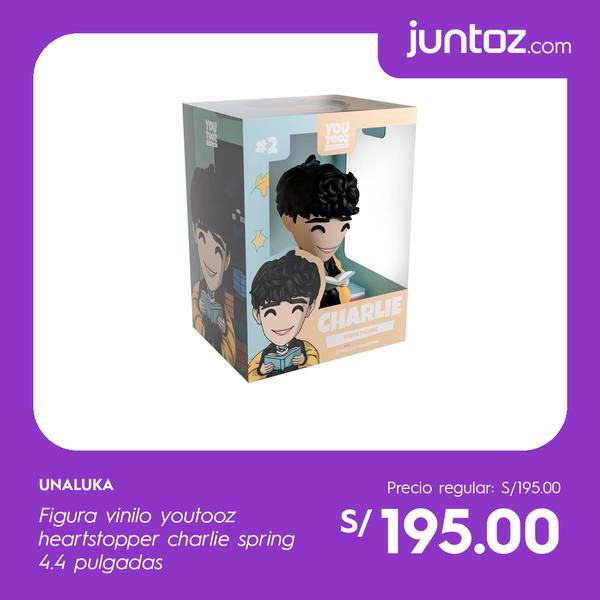 juntoz.com
YOU
TOOZ
#2
YOU
TOOZ
CHARLIE
UNALUKA
Precio regular: S/195.00
Figura vinilo youtooz
heartstopper charlie spring
4.4 pulgadas
S/195.00